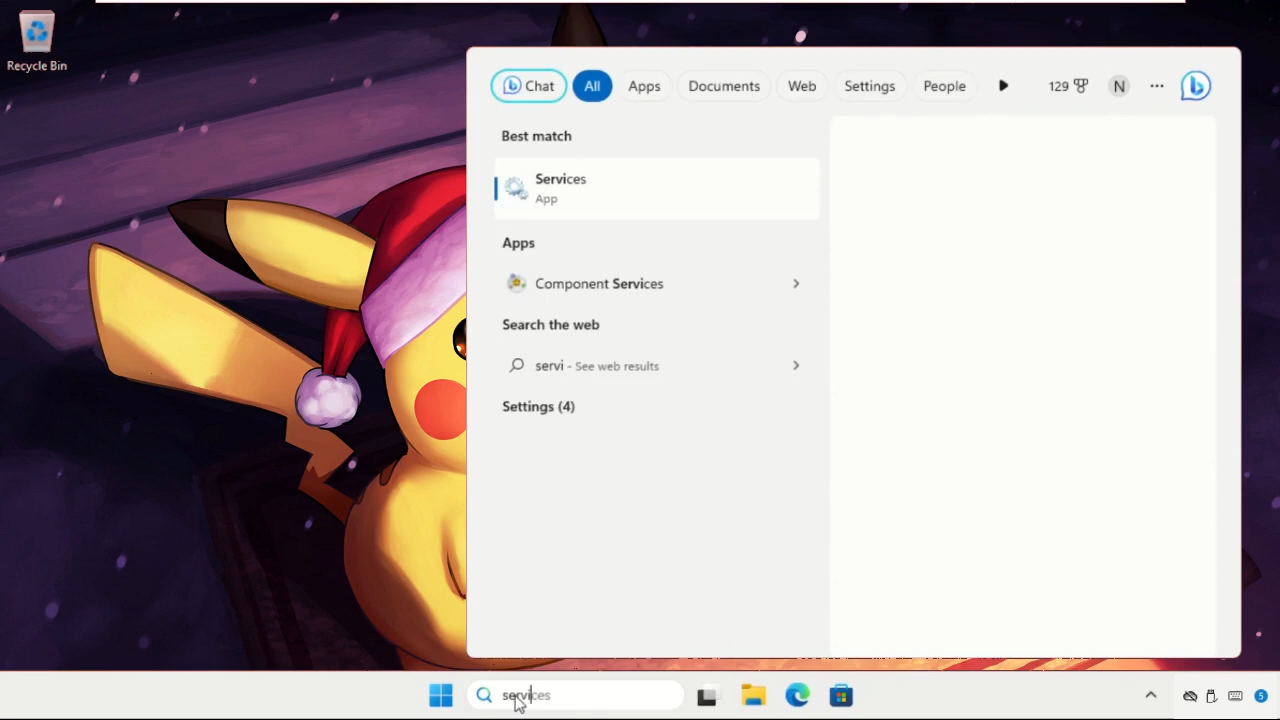 Recycle Bin
Chat
All
Apps
Documents
Web
Settings
People
129
N
...
Best match
Services
App
Apps
Component Services
Search the web
servi - See web results
Settings (4)
services
5